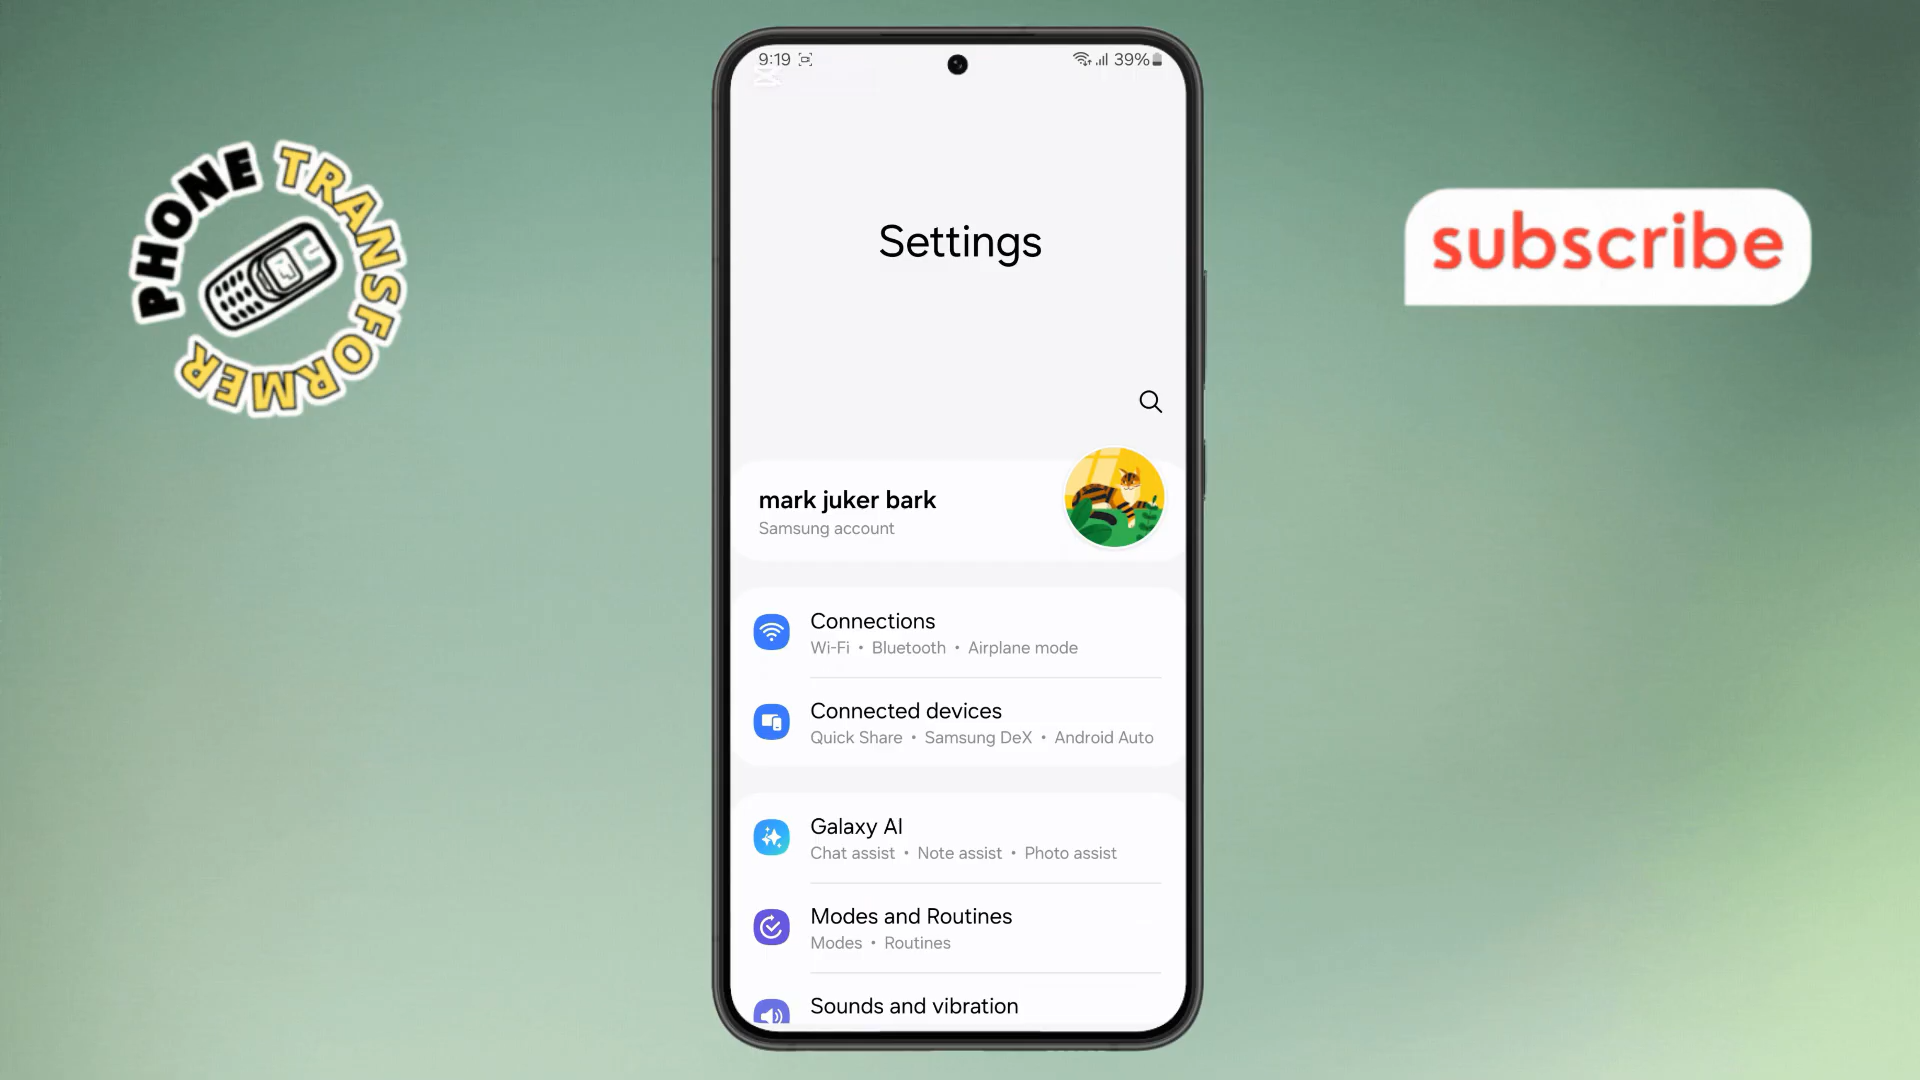 PHONE TRANSFORMER
subscribe
9:19
39%
Settings
mark juker bark
Samsung account
Connections
Wi-Fi • Bluetooth • Airplane mode
Connected devices
Quick Share • Samsung DeX • Android Auto
Galaxy AI
Chat assist • Note assist • Photo assist
Modes and Routines
Modes • Routines
Sounds and vibration